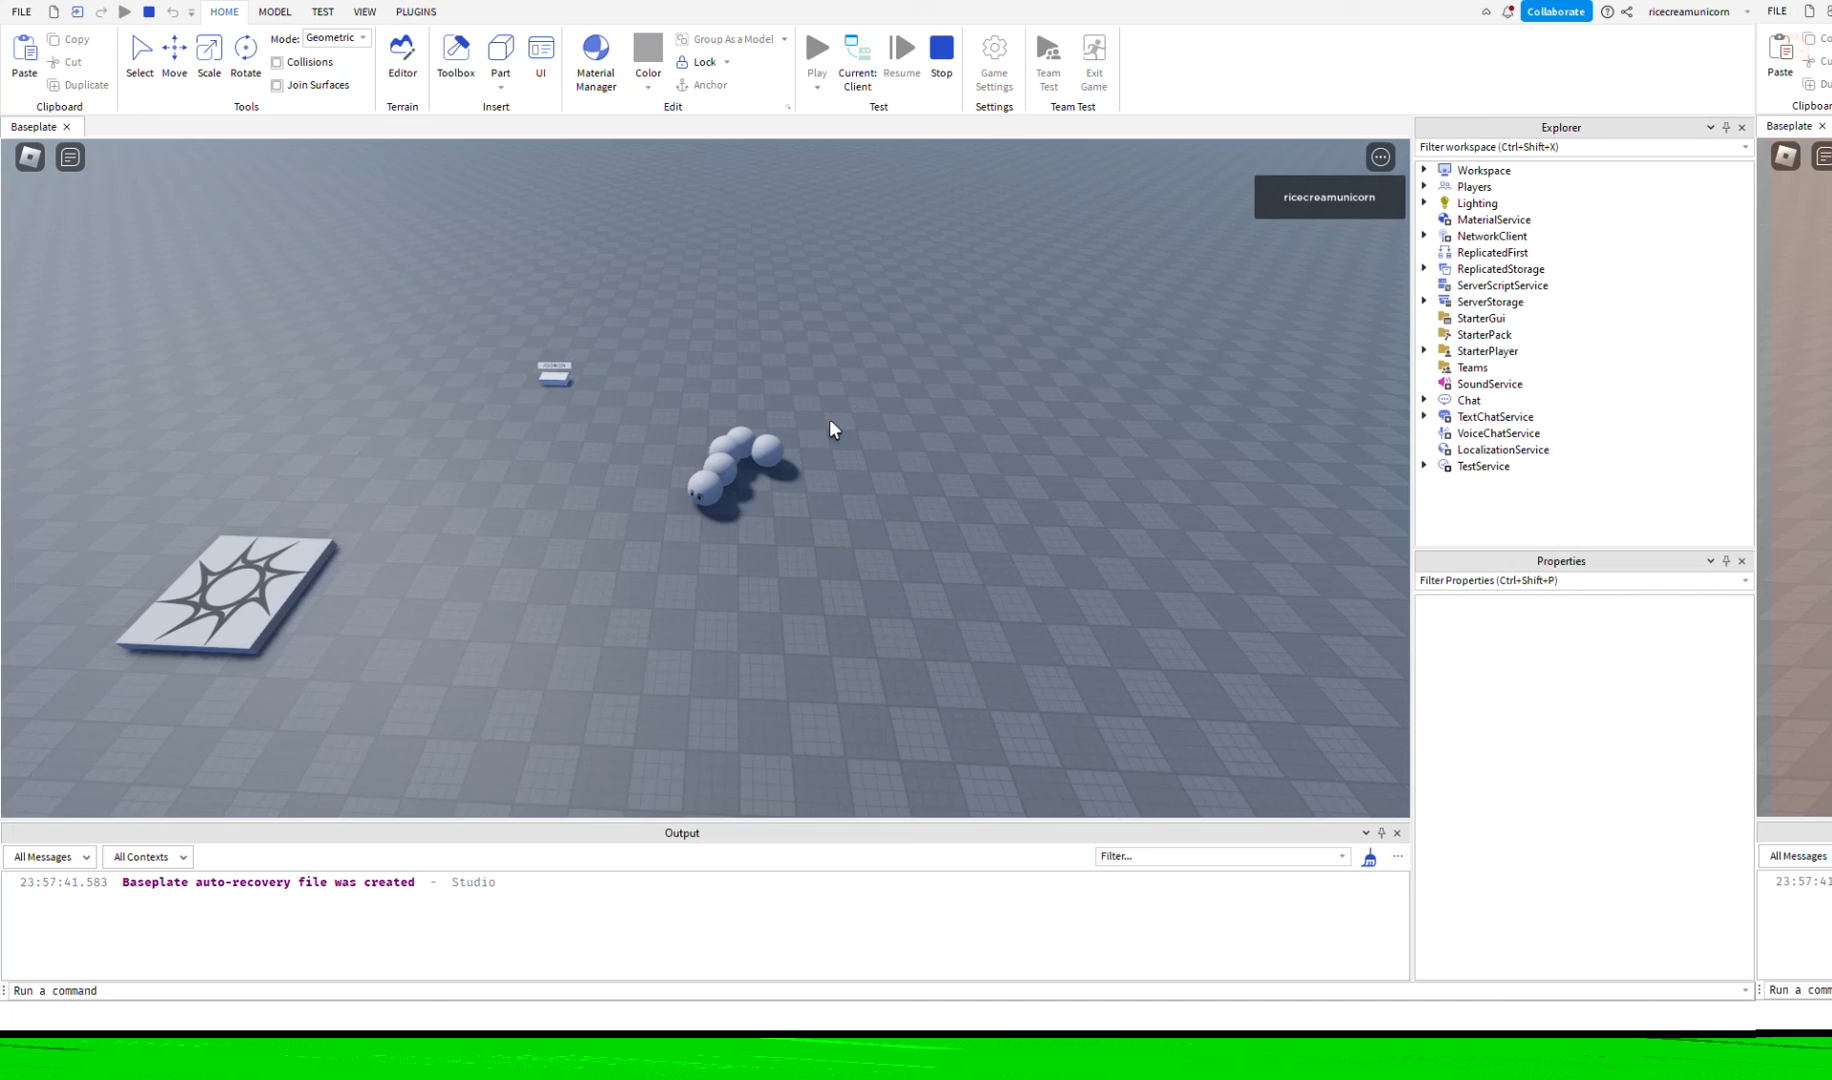 FILE HOME MODEL TEST VIEW PLUGINS Collaborate ricecreamunicorn FILE
Copy Mode: Geometric Group As a Model
Cut Collisions Lock
Paste Duplicate Select Move Scale Rotate Join Surfaces Editor Toolbox Part UI Material Manager Color Anchor Play Current: Client Resume Stop Game Settings Team Test Exit Game Paste
Clipboard Tools Terrain Insert Edit Test Settings Team Test
Baseplate Explorer Baseplate
Filter workspace (Ctrl+Shift+X)
Workspace
Players
ricecreamunicorn
Lighting
MaterialService
NetworkClient
ReplicatedFirst
ReplicatedStorage
ServerScriptService
ServerStorage
StarterGui
StarterPack
StarterPlayer
Teams
SoundService
Chat
TextChatService
VoiceChatService
LocalizationService
TestService
Properties
Filter Properties (Ctrl+Shift+P)
Output
All Messages All Contexts Filter... All Messages
23:57:41.583 Baseplate auto-recovery file was created - Studio 23:57:41
Run a command Run a comm